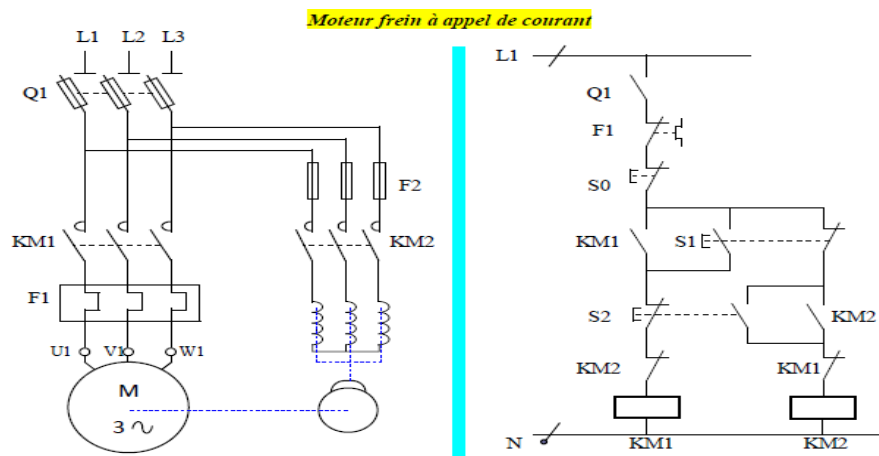 Moteur frein à appel de courant
L1 L2 L3
Q1
F2
KM1
KM2
F1
U1 V1 W1
M
3
L1
Q1
F1
S0
KM1
S1
S2
KM2
KM2
KM1
N
KM1
KM2